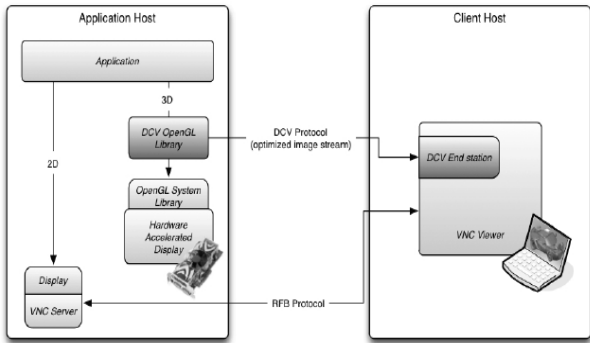 Application Host
Client Host
Application
3D
2D
DCV OpenGL
Library
DCV Protocol
(optimized image stream)
DCV End station
OpenGL System
Library
Hardware
Accelerated
Display
VNC Viewer
Display
VNC Server
RFB Protocol